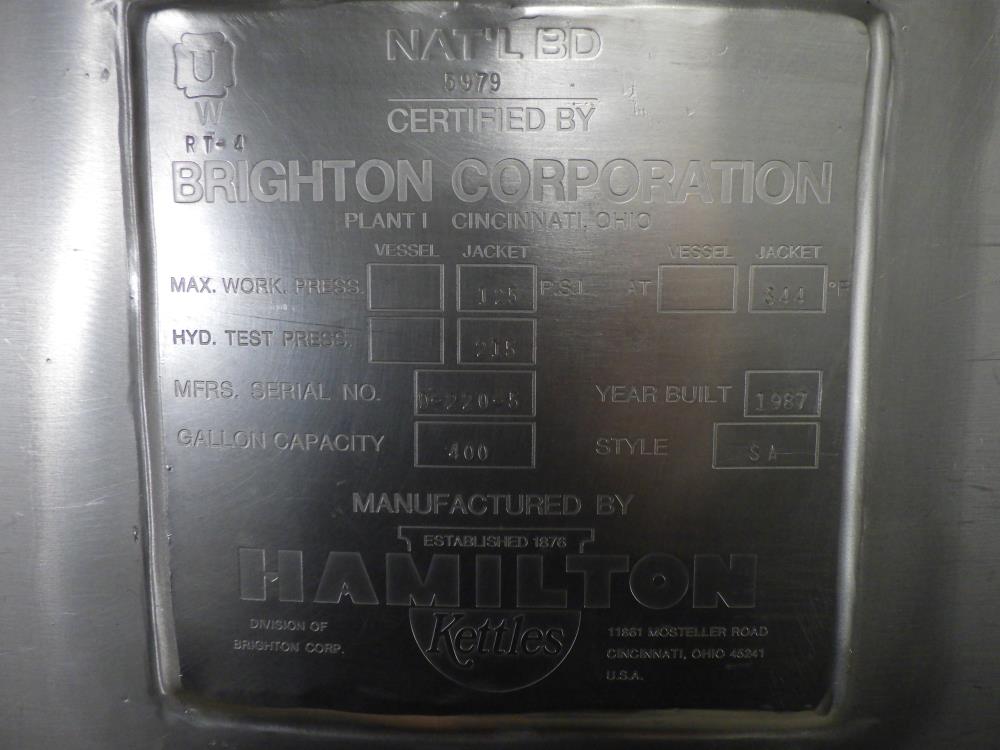 U
W
RT-4
NAT'L BD
5979
CERTIFIED BY
BRIGHTON CORPORATION
PLANT I CINCINNATI, OHIO
VESSEL JACKET VESSEL JACKET
MAX. WORK. PRESS. 125 P.S.I. AT 344 °F
HYD. TEST PRESS. 215
MFRS. SERIAL NO. D-220-5 YEAR BUILT 1987
GALLON CAPACITY 400 STYLE SA
MANUFACTURED BY
ESTABLISHED 1876
HAMILTON
Kettles
DIVISION OF
BRIGHTON CORP.
11861 MOSTELLER ROAD
CINCINNATI, OHIO 45241
U.S.A.